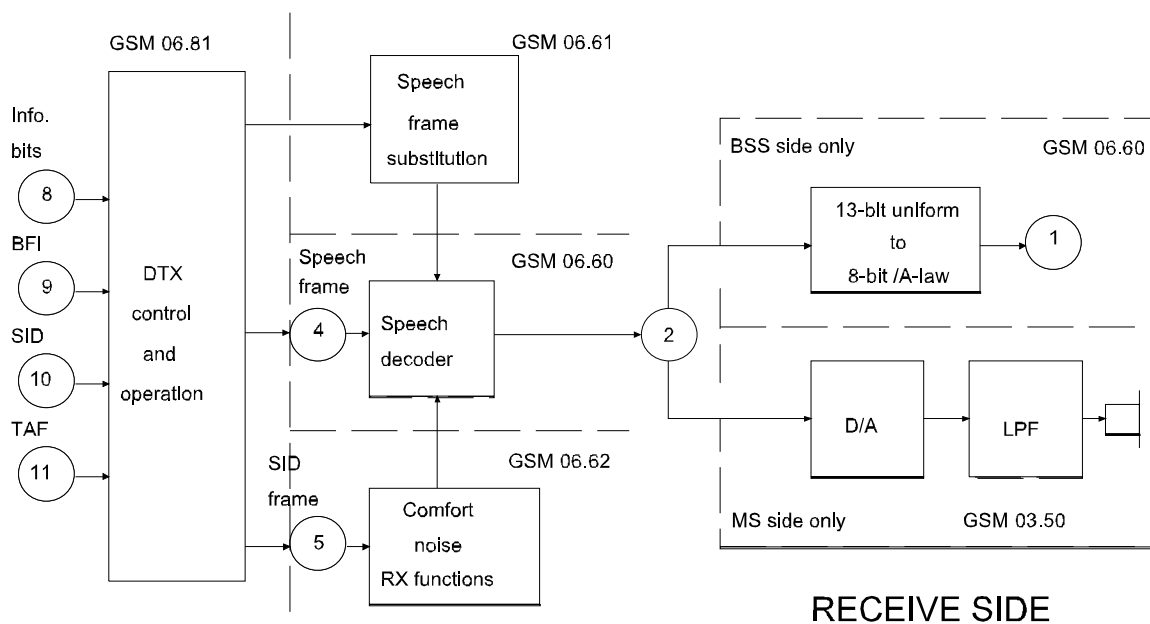 GSM 06.81
GSM 06.61
Info.
bits
8
BFI
9
SID
10
TAF
11
DTX
control
and
operation
Speech
frame
substitution
Speech
frame
4
GSM 06.60
Speech
decoder
SID
frame
5
GSM 06.62
Comfort
noise
RX functions
2
BSS side only
GSM 06.60
13-bit uniform
to
8-bit /A-law
1
D/A
LPF
MS side only
GSM 03.50
RECEIVE SIDE